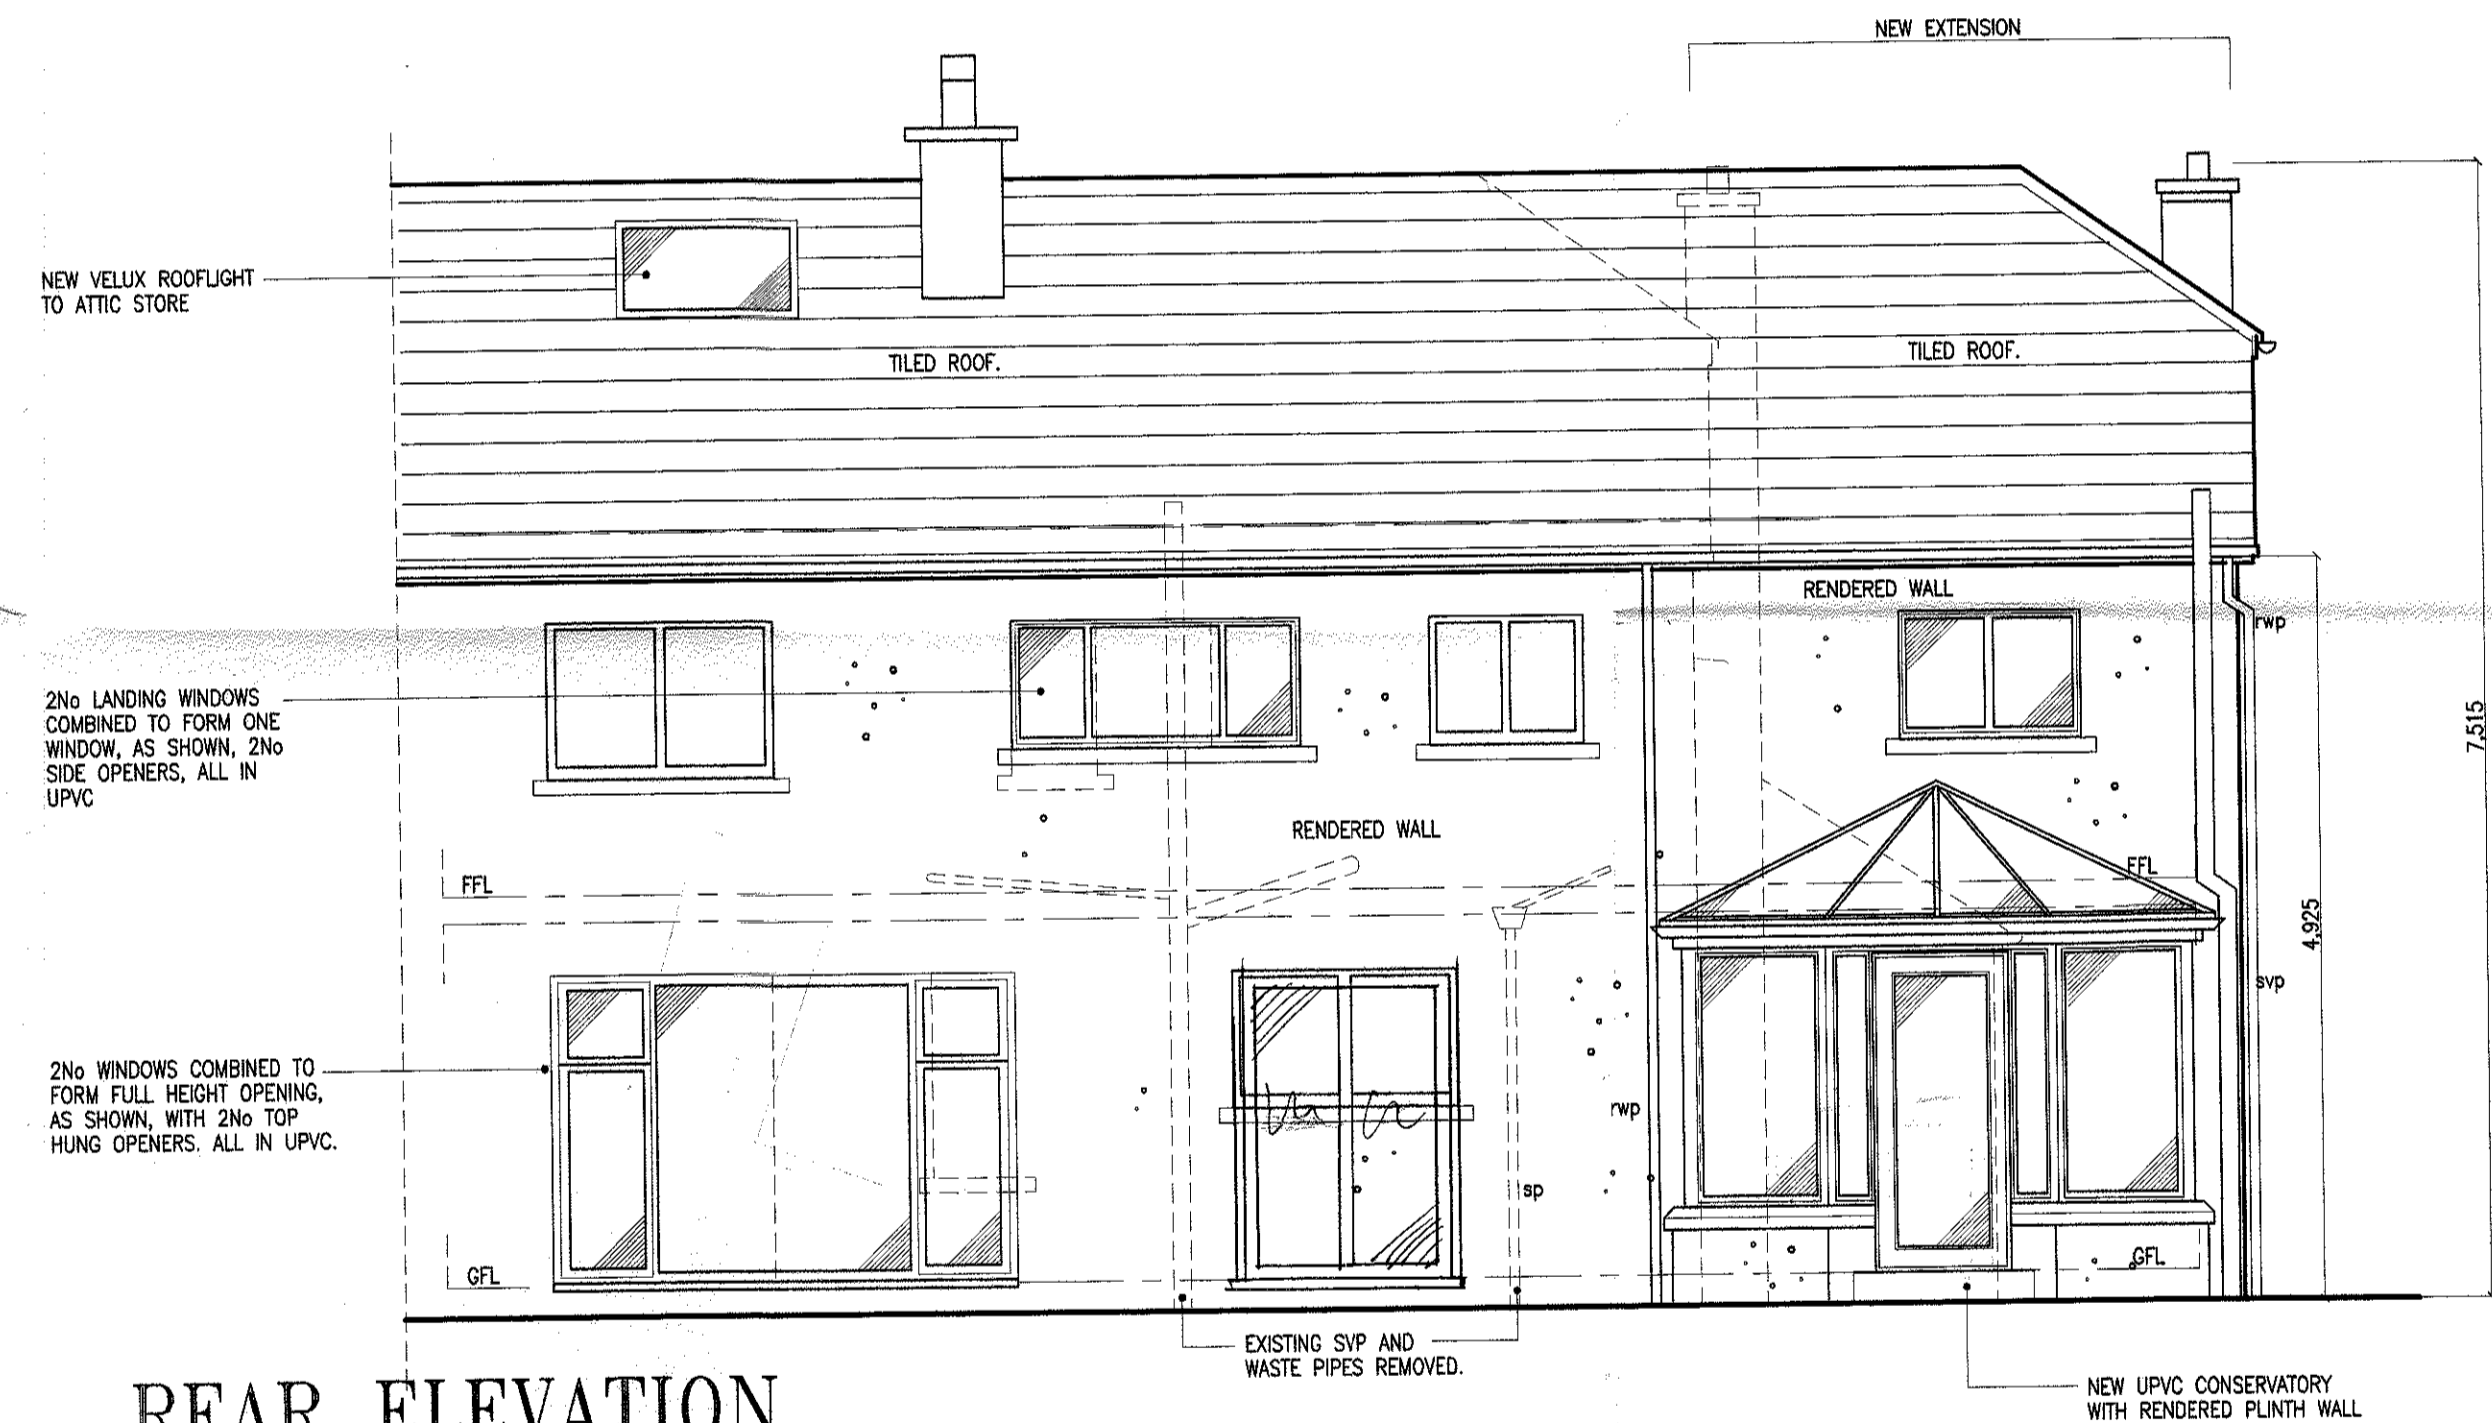 NEW EXTENSION
NEW VELUX ROOFLIGHT
TO ATTIC STORE
TILED ROOF.
TILED ROOF.
RENDERED WALL
rwp
2No LANDING WINDOWS
COMBINED TO FORM ONE
WINDOW, AS SHOWN, 2No
SIDE OPENERS, ALL IN
UPVC
7,515
RENDERED WALL
FFL
FFL
4,925
svp
2No WINDOWS COMBINED TO
FORM FULL HEIGHT OPENING,
AS SHOWN, WITH 2No TOP
HUNG OPENERS. ALL IN UPVC.
rwp
sp
GFL
GFL
EXISTING SVP AND
WASTE PIPES REMOVED.
NEW UPVC CONSERVATORY
WITH RENDERED PLINTH WALL
REAR ELEVATION